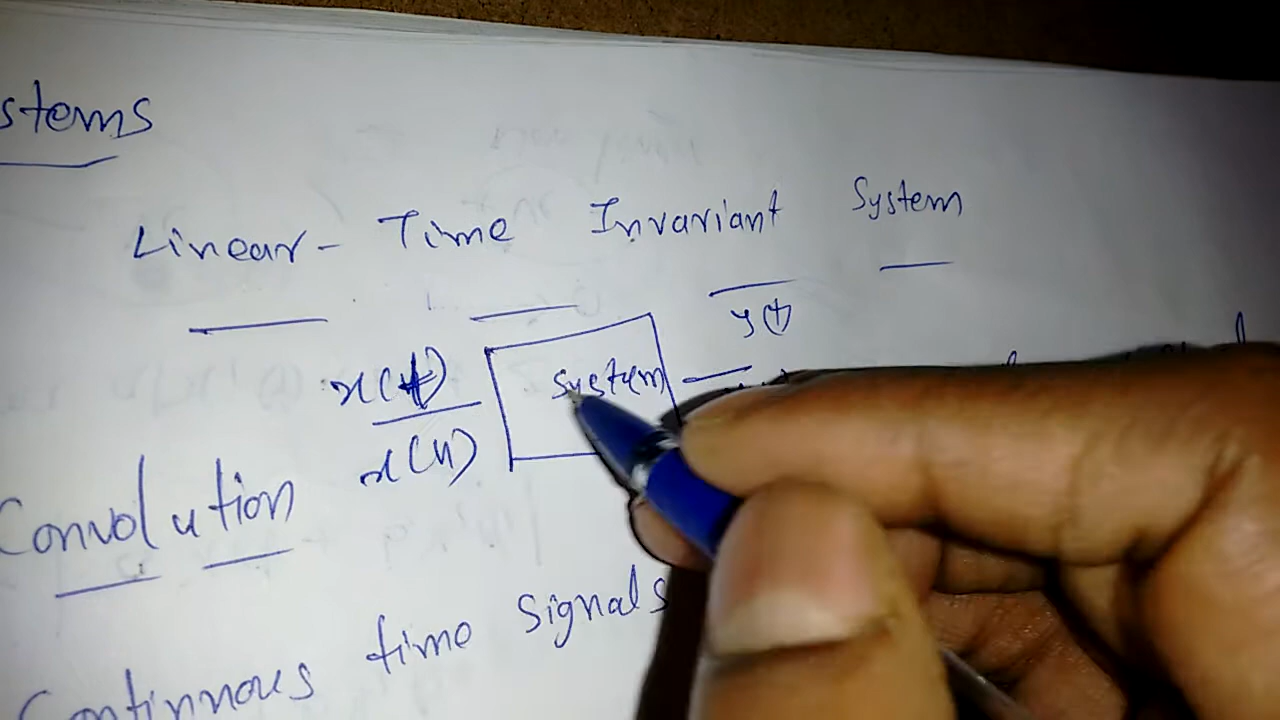 stems
Linear - Time Invariant System
y(t)
x(t) System
x(n)
Convolution
Continuous time signals